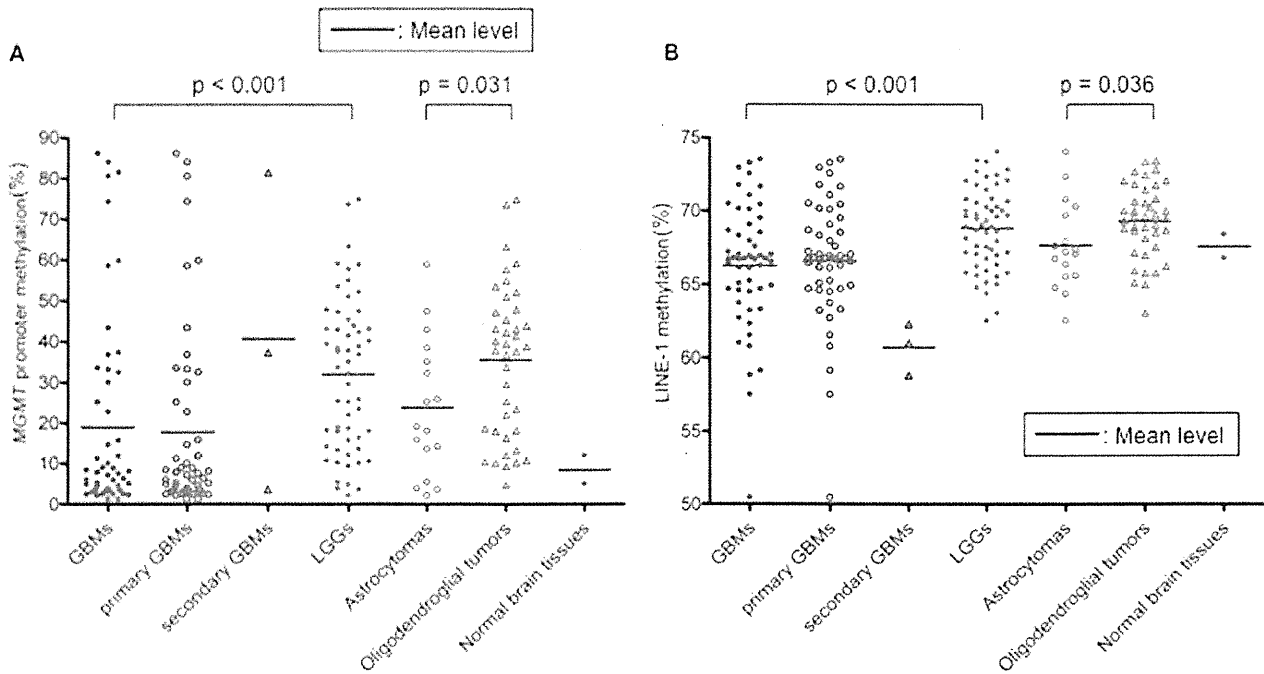 : Mean level
A
p < 0.001
p = 0.031
MGMT promoter methylation(%)
90
80
70
60
50
40
30
20
10
0
GBMs
primary GBMs
secondary GBMs
LGGs
Astrocytomas
Oligodendroglial tumors
Normal brain tissues
B
p < 0.001
p = 0.036
LINE-1 methylation(%)
75
70
65
60
55
50
: Mean level
GBMs
primary GBMs
secondary GBMs
LGGs
Astrocytomas
Oligodendroglial tumors
Normal brain tissues